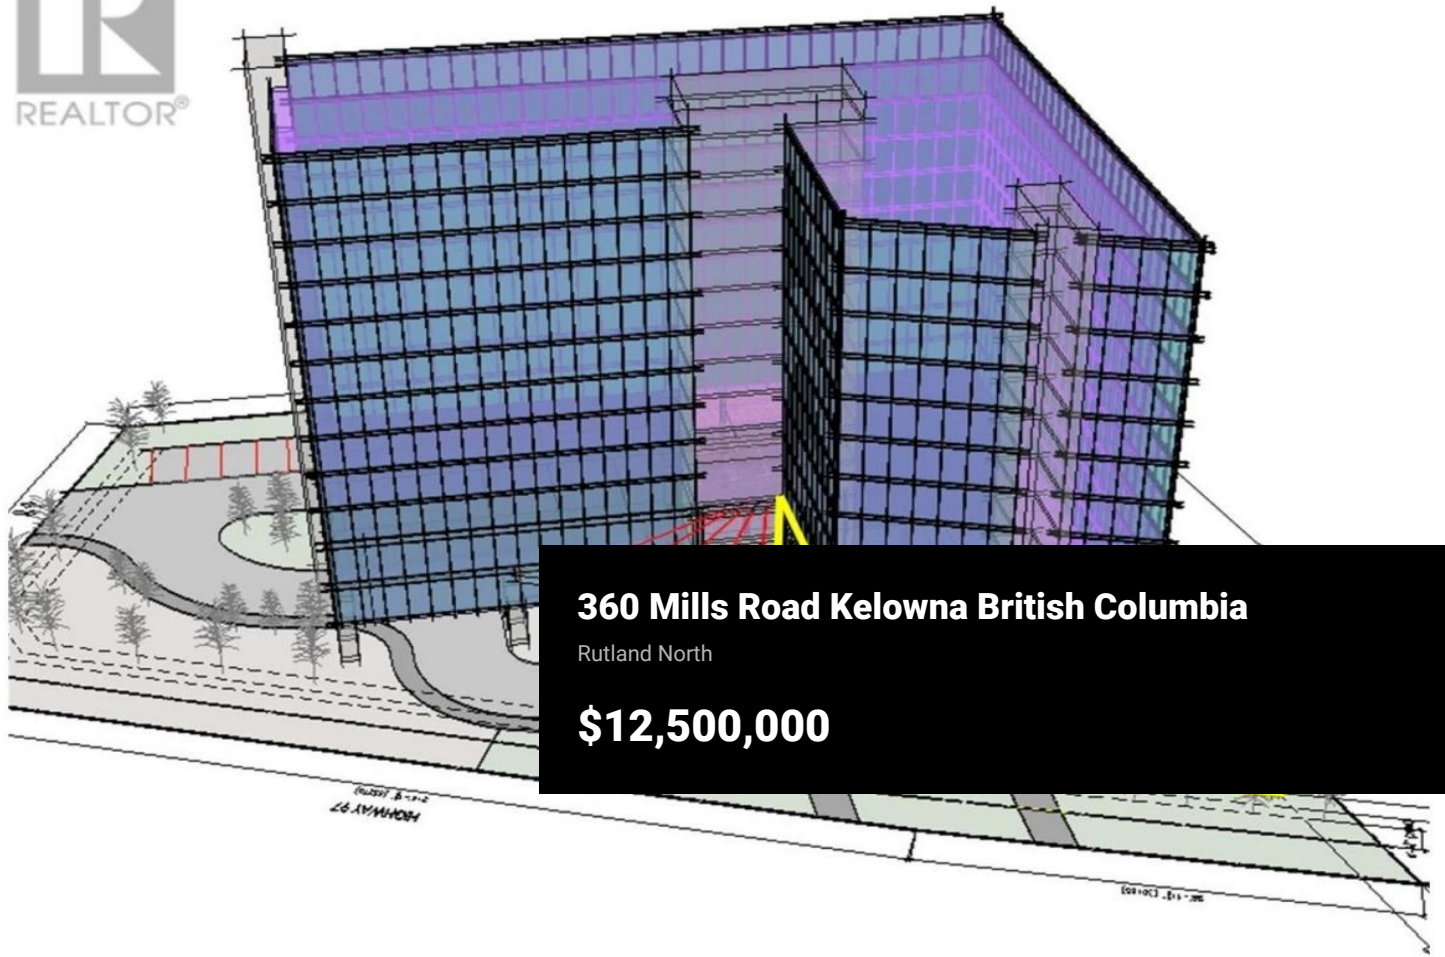 REALTOR®
360 Mills Road Kelowna British Columbia
Rutland North
$12,500,000
HIGHWAY 97